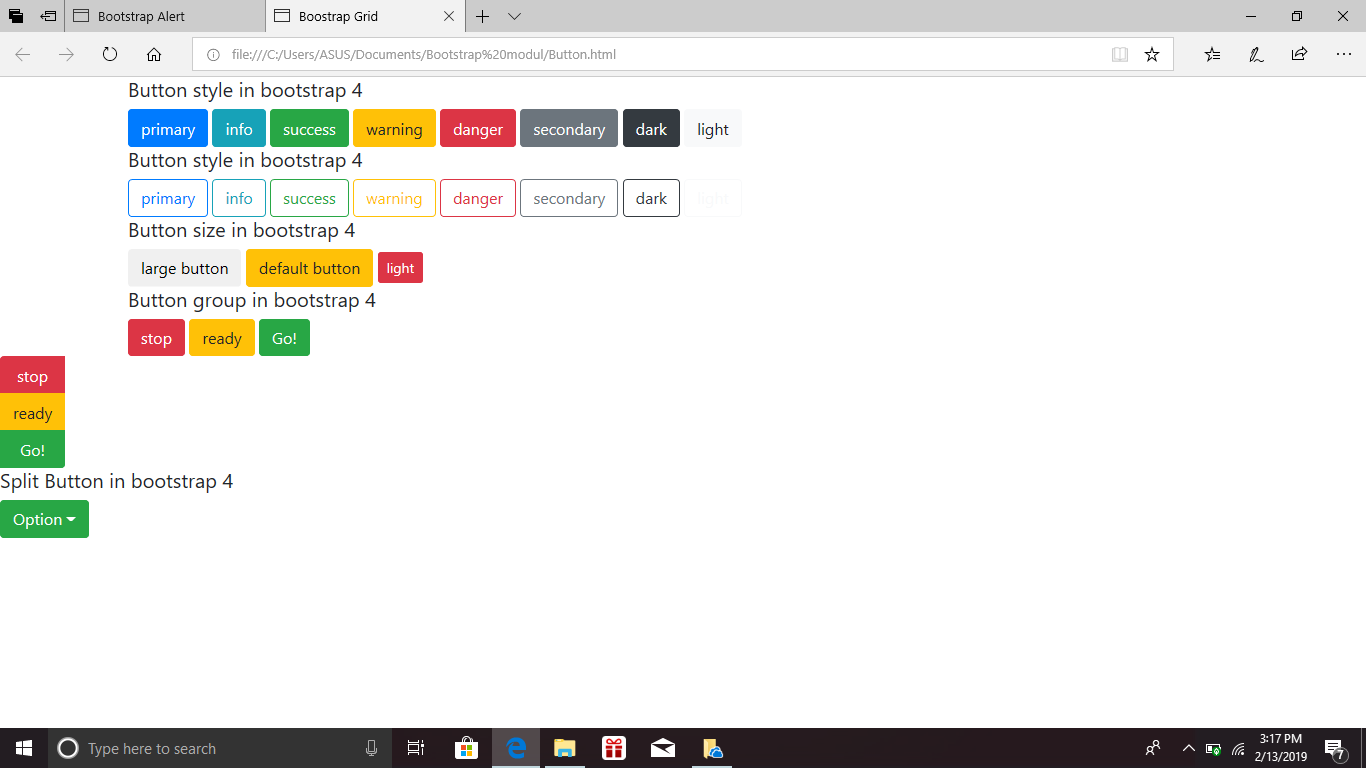 Bootstrap Alert
Boostrap Grid
file:///C:/Users/ASUS/Documents/Bootstrap%20modul/Button.html
Button style in bootstrap 4
primary info success warning danger secondary dark light
Button style in bootstrap 4
primary info success warning danger secondary dark light
Button size in bootstrap 4
large button default button light
Button group in bootstrap 4
stop ready Go!
stop
ready
Go!
Split Button in bootstrap 4
Option
Type here to search
3:17 PM
2/13/2019
7